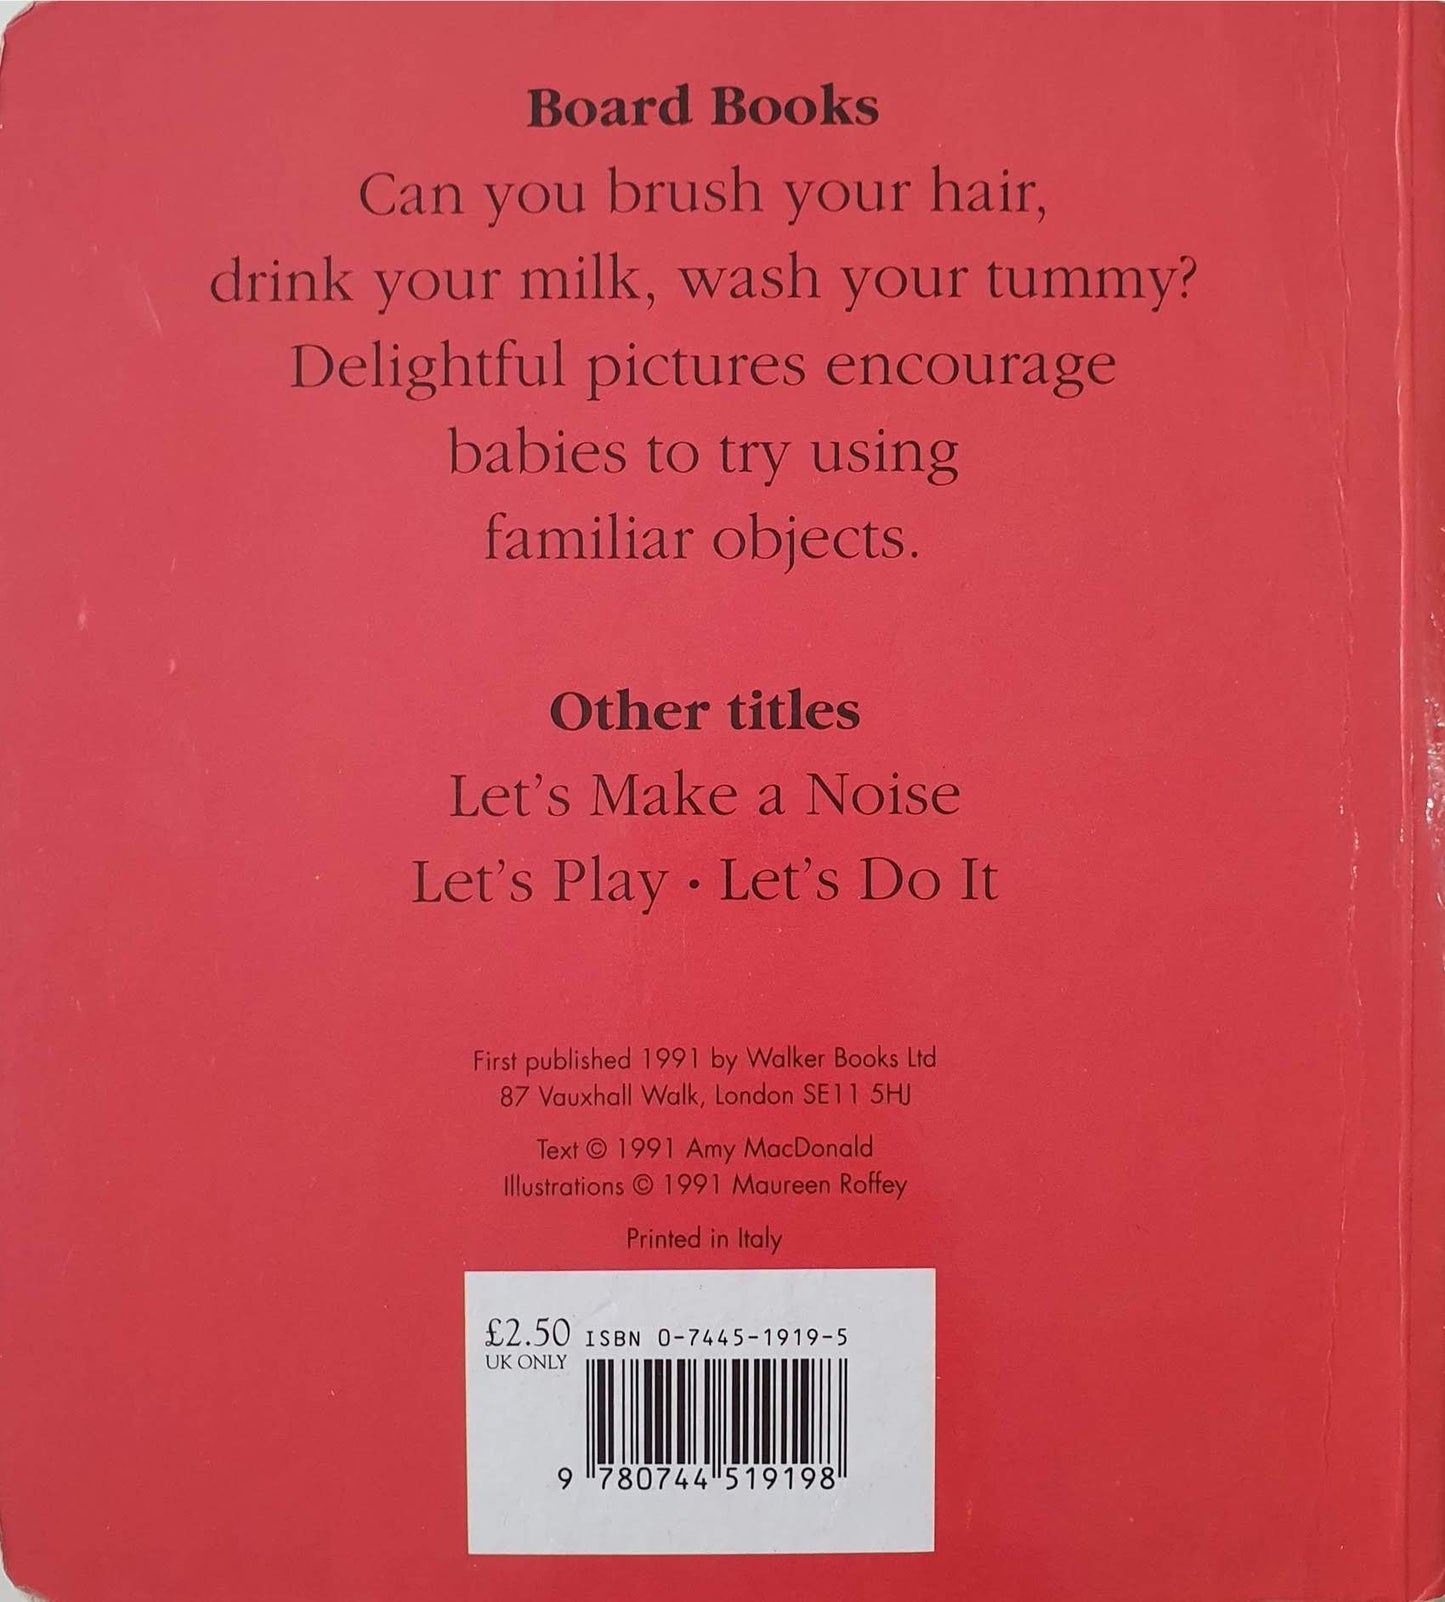 Board Books
Can you brush your hair,
drink your milk, wash your tummy?
Delightful pictures encourage
babies to try using
familiar objects.
Other titles
Let's Make a Noise
Let's Play · Let's Do It
First published 1991 by Walker Books Ltd
87 Vauxhall Walk, London SE11 5HJ
Text © 1991 Amy MacDonald
Illustrations © 1991 Maureen Roffey
Printed in Italy
£2.50 ISBN 0-7445-1919-5
UK ONLY
9 780744 519198